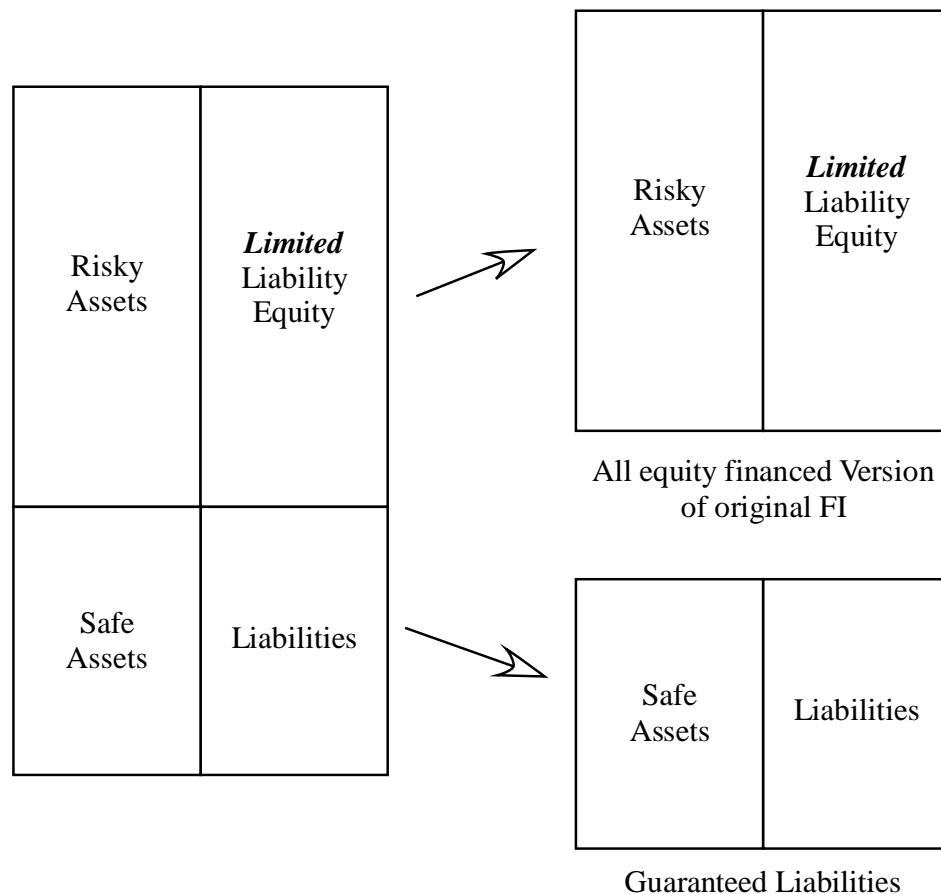 Risky
Assets
Limited
Liability
Equity
Safe
Assets
Liabilities
Risky
Assets
Limited
Liability
Equity
All equity financed Version
of original FI
Safe
Assets
Liabilities
Guaranteed Liabilities